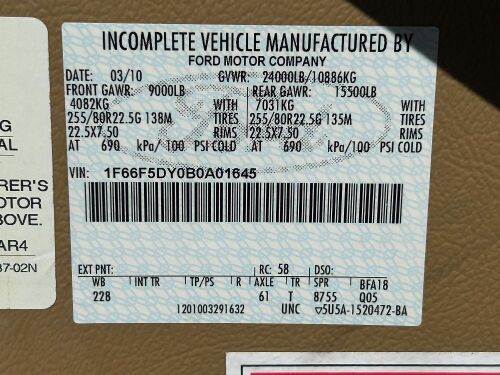 INCOMPLETE VEHICLE MANUFACTURED BY
FORD MOTOR COMPANY
DATE: 03/10 GVWR: 24000LB/10886KG
FRONT GAWR: 9000LB REAR GAWR: 15500LB
4082KG WITH 7031KG WITH
255/80R22.5G 138M TIRES 255/80R22.5G 135M TIRES
22.5X7.50 RIMS 22.5X7.50 RIMS
AT 690 kPa/100 PSI COLD AT 690 kPa/100 PSI COLD
VIN: 1F66F5DY0B0A01645
EXT PNT: RC: 58 DSO:
WB INT TR TP/PS R AXLE TR SPR BFA18
228 61 T 8755 Q05
1201003291632 UNC ▽5U5A-1520472-BA
G
AL
RER'S
OTOR
BOVE.
AR4
37-02N